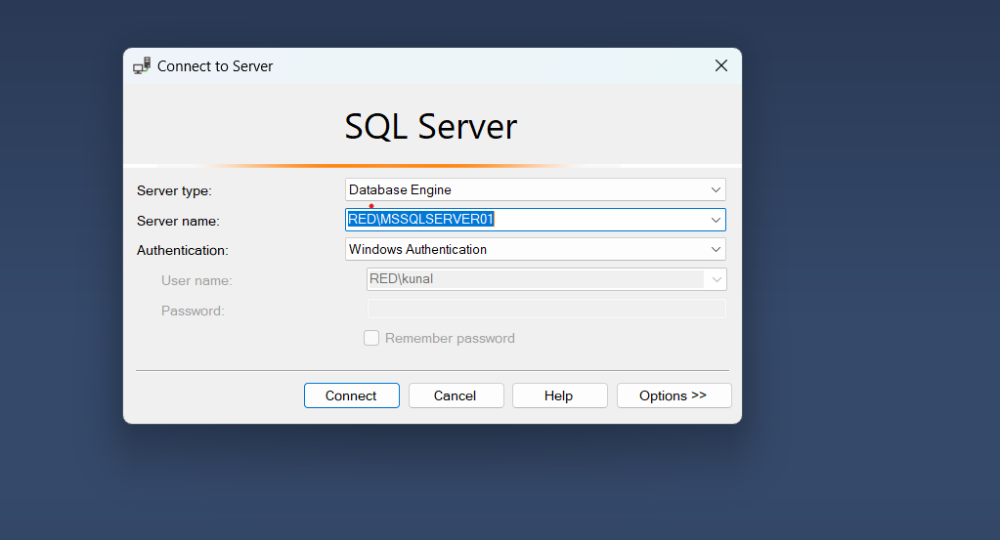 Connect to Server
SQL Server
Server type: Database Engine
Server name: RED\MSSQLSERVER01
Authentication: Windows Authentication
User name: RED\kunal
Password:
Remember password
Connect Cancel Help Options >>